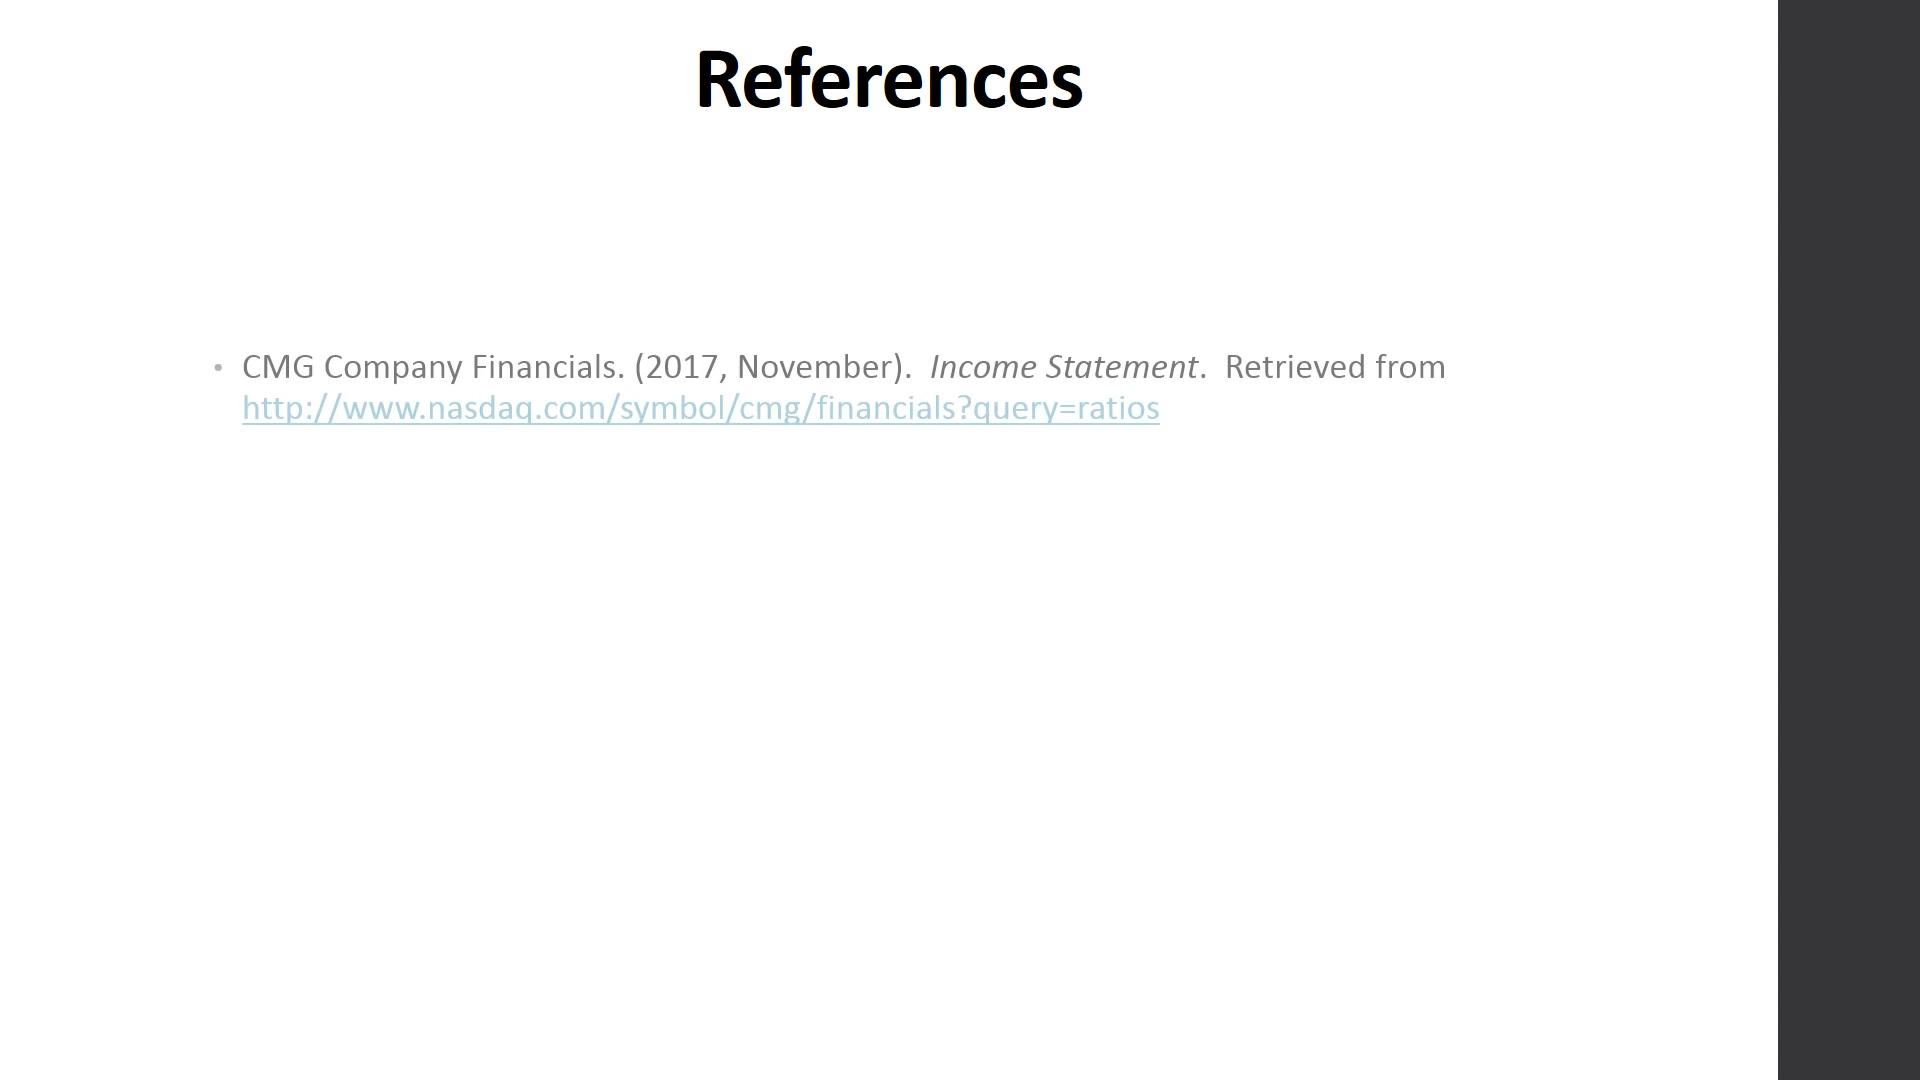 References
• CMG Company Financials. (2017, November).  Income Statement.  Retrieved from
http://www.nasdaq.com/symbol/cmg/financials?query=ratios